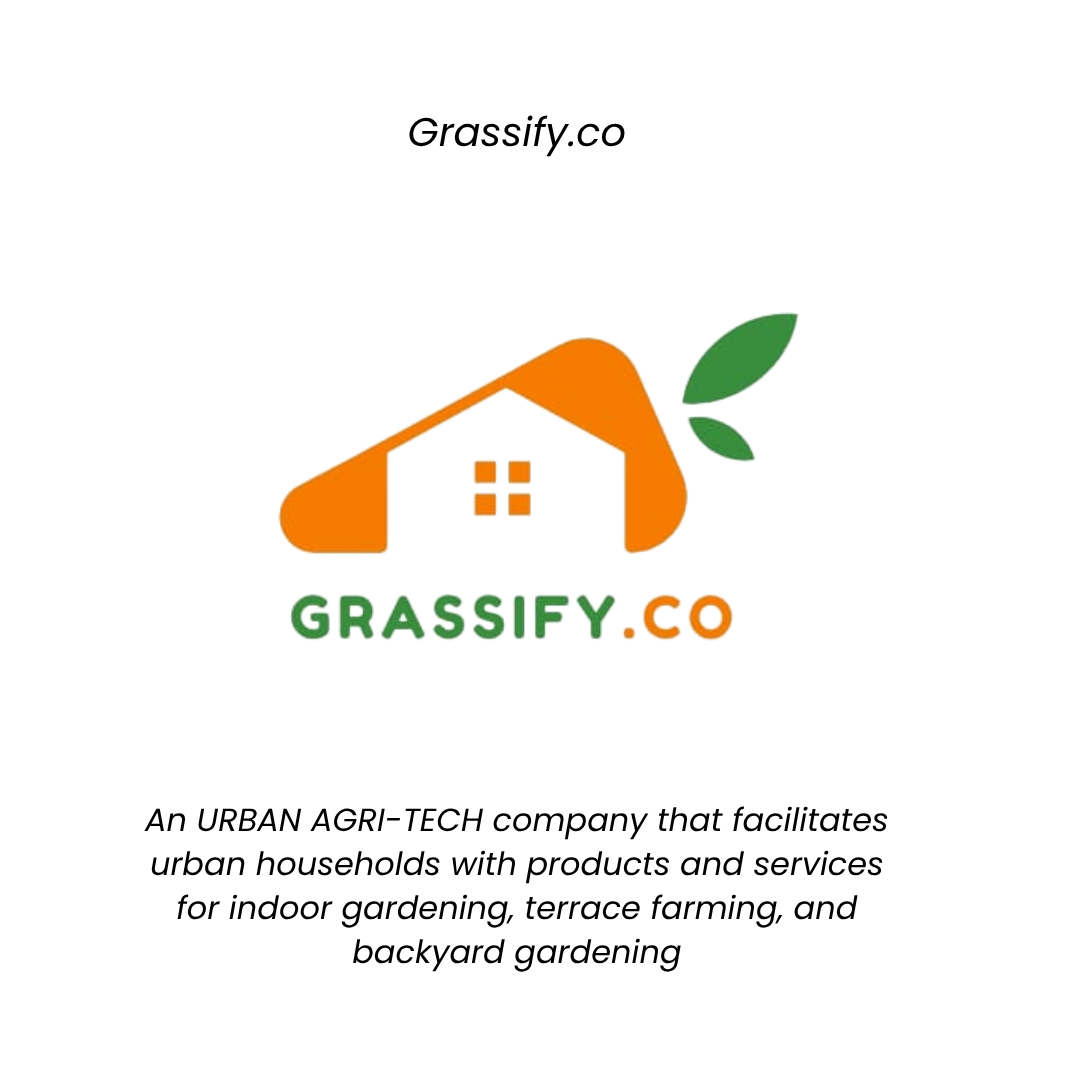 Grassify.co
GRASSIFY.CO
An URBAN AGRI-TECH company that facilitates
urban households with products and services
for indoor gardening, terrace farming, and
backyard gardening